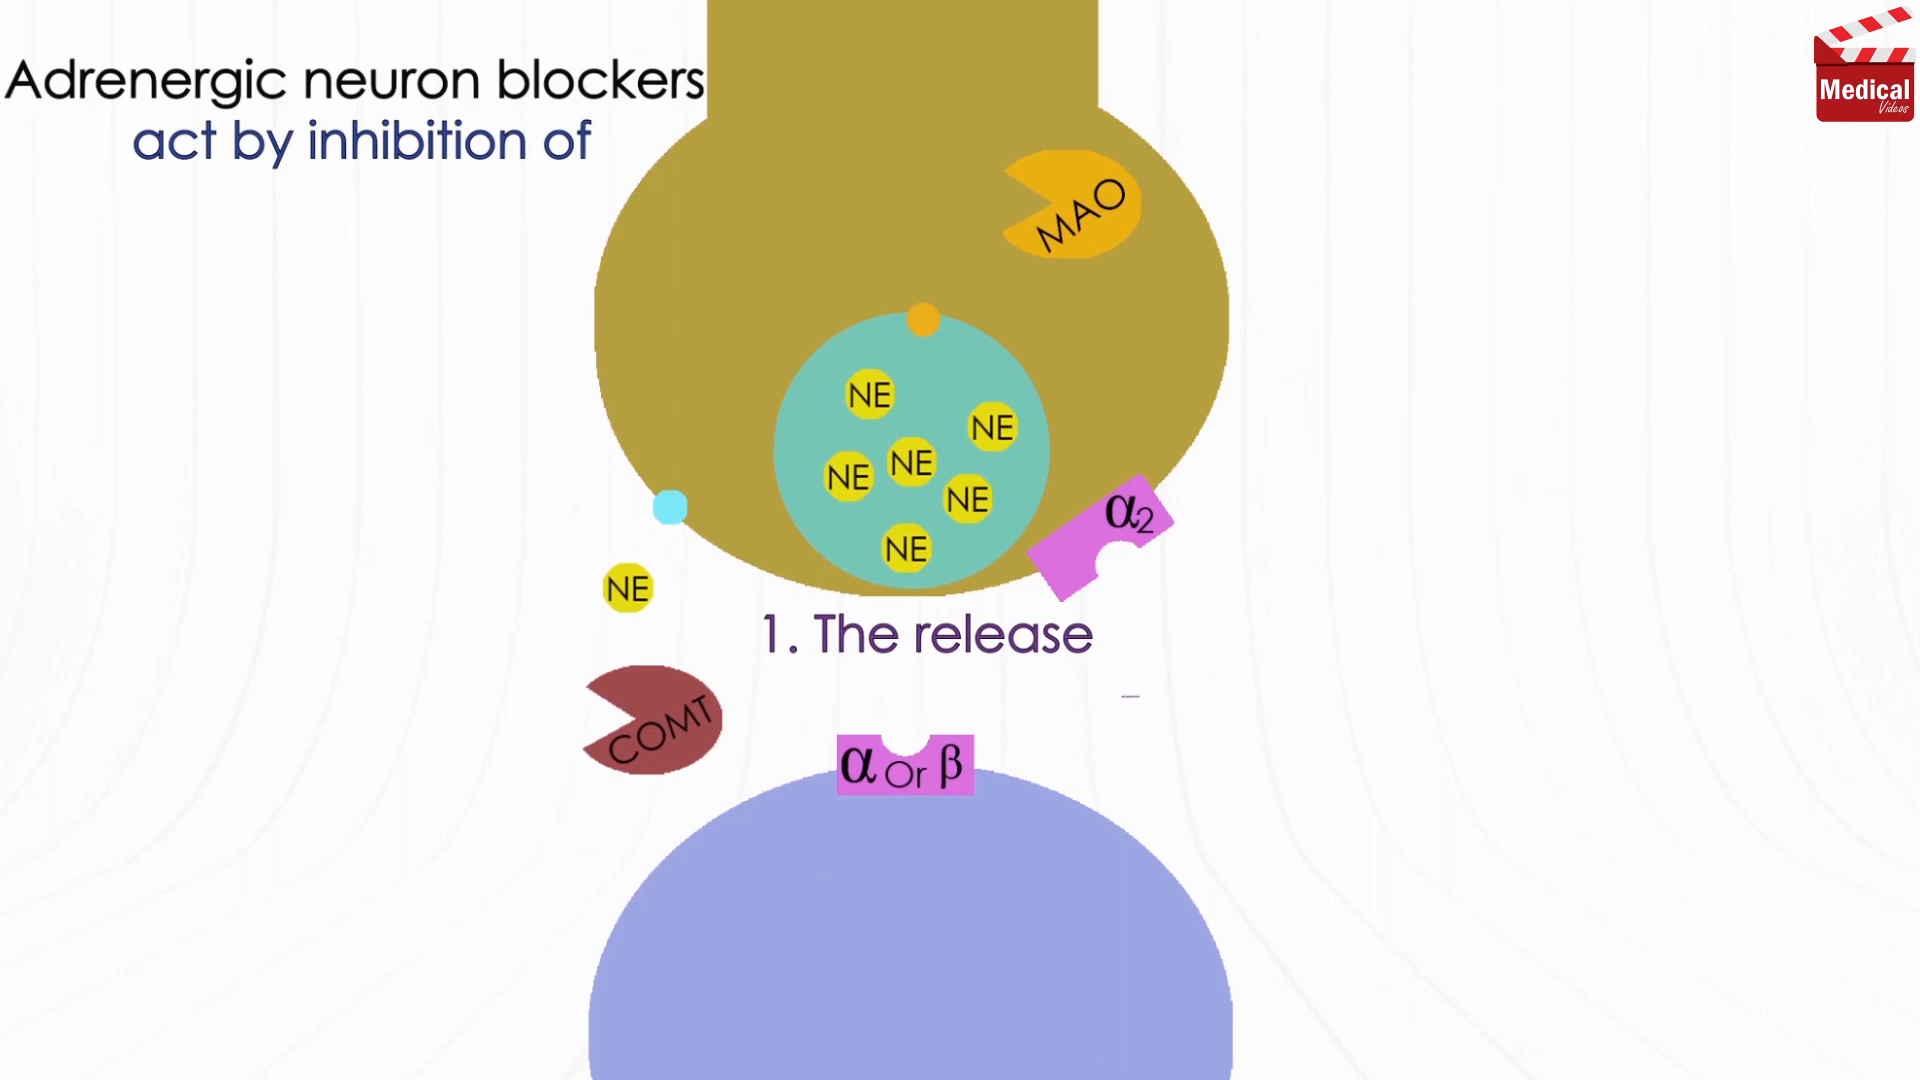 Adrenergic neuron blockers
act by inhibition of
Medical
Videos
MAO
NE
NE
NE
NE
NE
NE
α2
NE
1. The release
COMT
α Or β